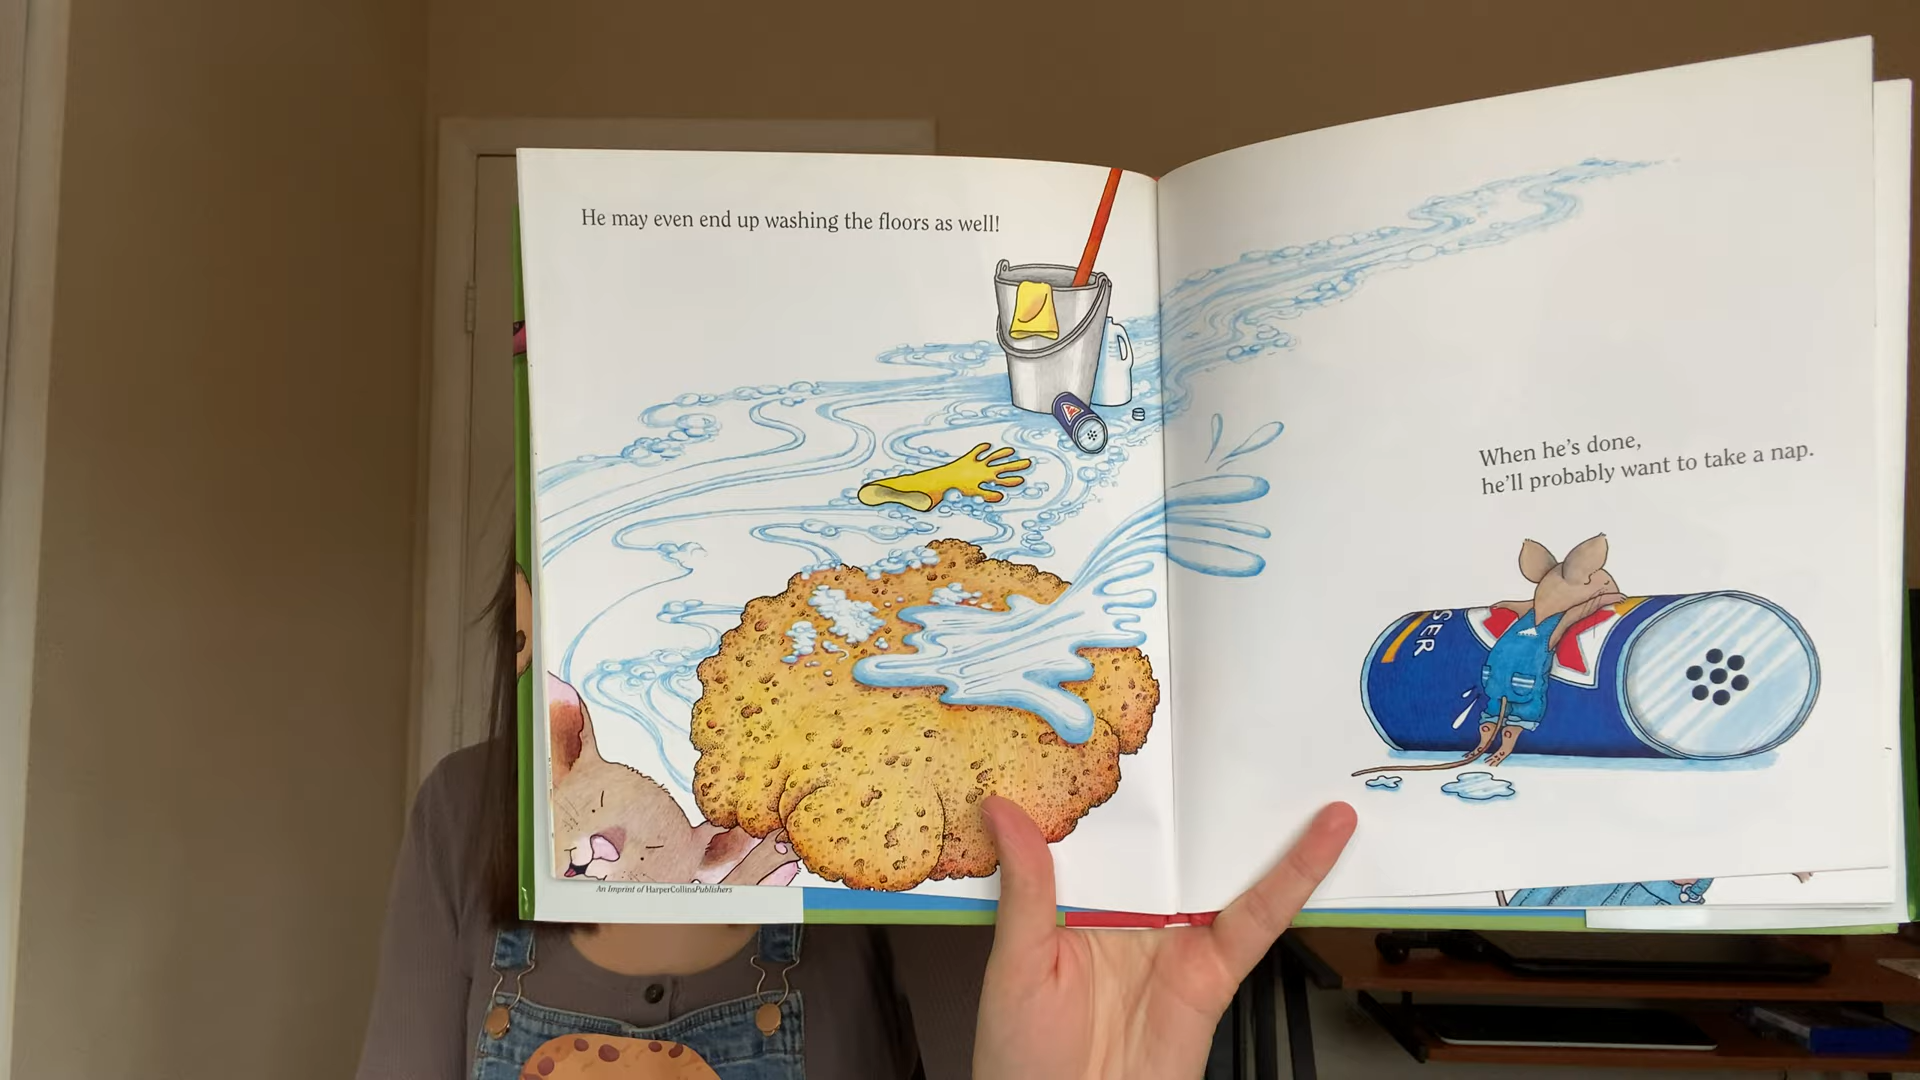 He may even end up washing the floors as well!
When he's done,
he'll probably want to take a nap.
SER
An Imprint of HarperCollinsPublishers